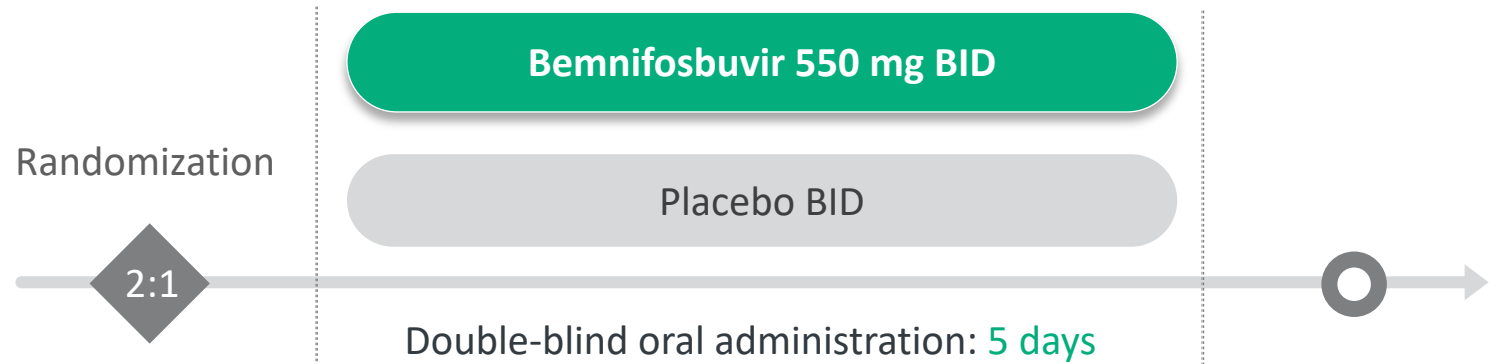 Bemnifosbuvir 550 mg BID
Randomization
Placebo BID
2:1
Double-blind oral administration: 5 days